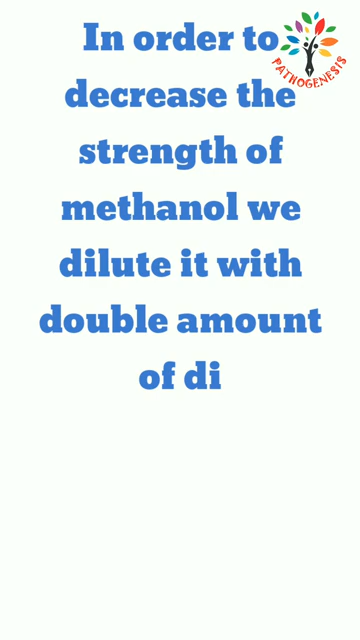 In order to
decrease the
strength of
methanol we
dilute it with
double amount
of di
PATHOGENESIS